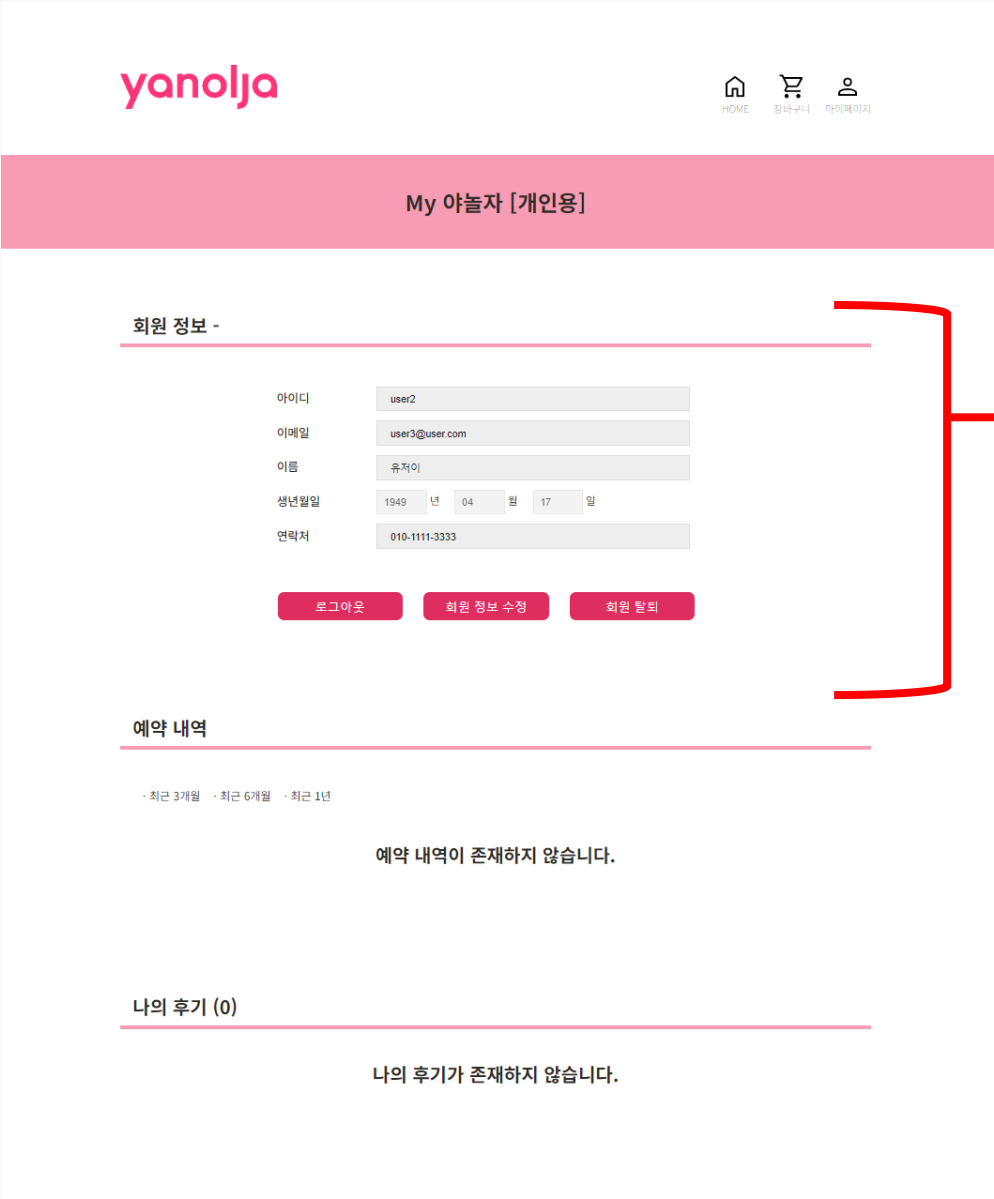 yanolja
HOME 장바구니 마이페이지
My 야놀자 [개인용]
회원 정보 -
아이디 user2
이메일 user3@user.com
이름 유저이
생년월일 1949 년 04 월 17 일
연락처 010-1111-3333
로그아웃 회원 정보 수정 회원 탈퇴
예약 내역
· 최근 3개월 · 최근 6개월 · 최근 1년
예약 내역이 존재하지 않습니다.
나의 후기 (0)
나의 후기가 존재하지 않습니다.